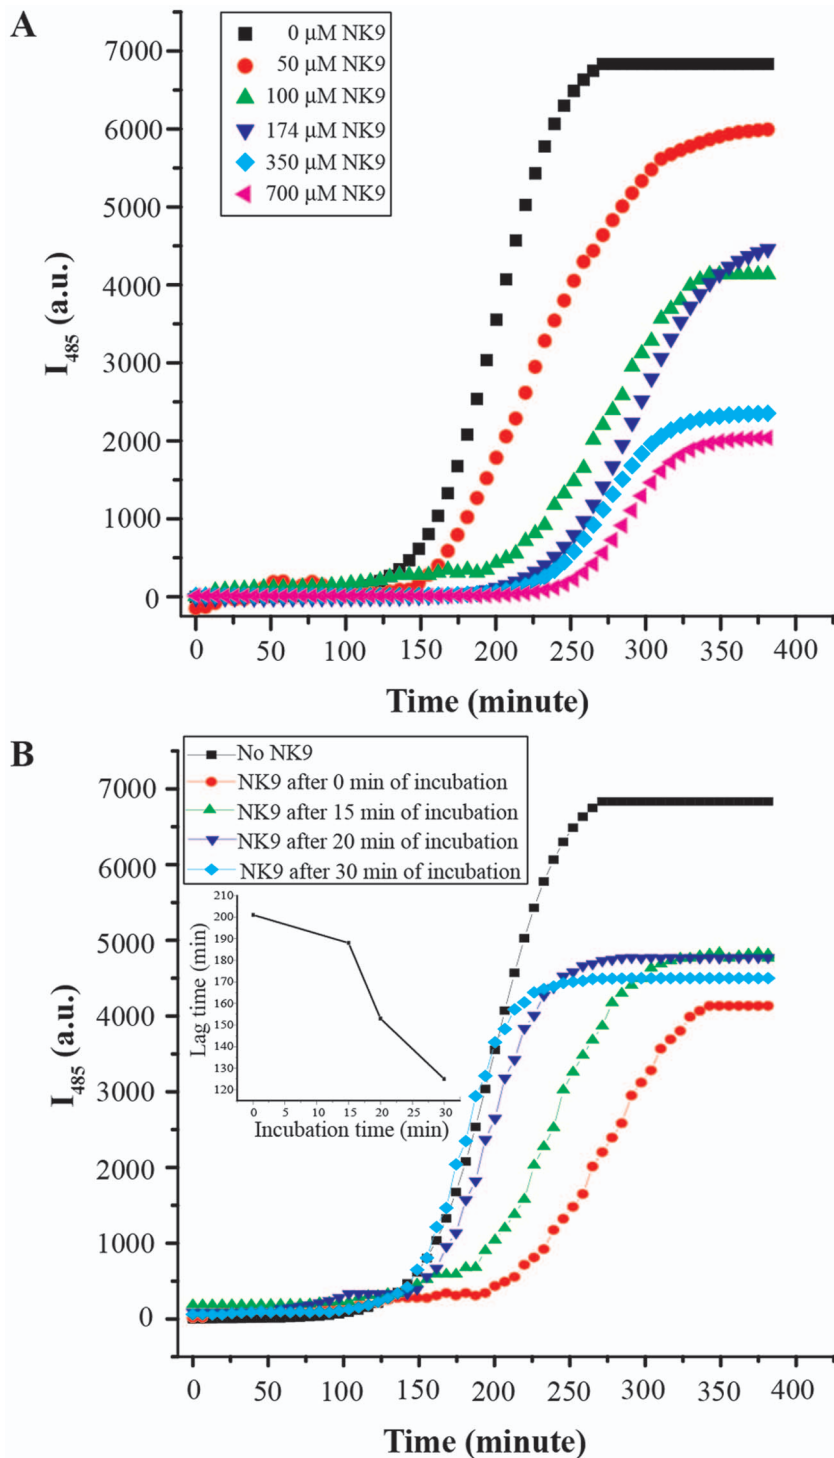 A
0 μM NK9
50 μM NK9
100 μM NK9
174 μM NK9
350 μM NK9
700 μM NK9
7000
6000
5000
4000
3000
2000
1000
0
I485 (a.u.)
0 50 100 150 200 250 300 350 400
Time (minute)
B
No NK9
NK9 after 0 min of incubation
NK9 after 15 min of incubation
NK9 after 20 min of incubation
NK9 after 30 min of incubation
7000
6000
5000
4000
3000
2000
1000
0
I485 (a.u.)
210
200
190
180
170
160
150
140
130
120
Lag time (min)
0 5 10 15 20 25 30
Incubation time (min)
0 50 100 150 200 250 300 350 400
Time (minute)